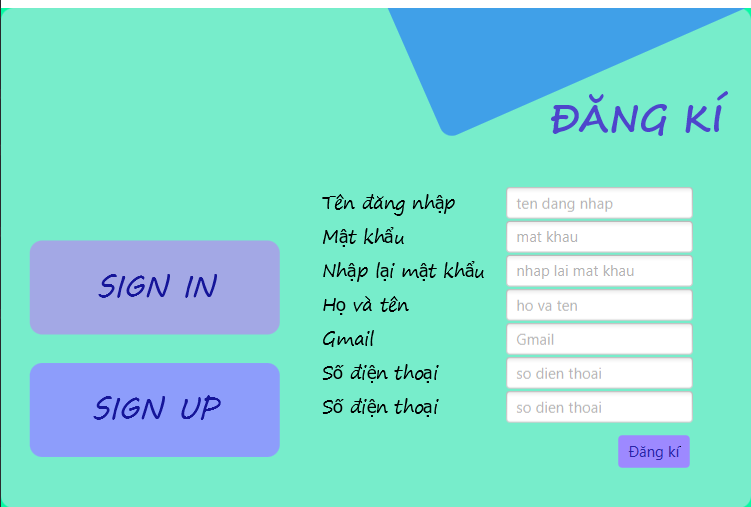 ĐĂNG KÍ
SIGN IN
SIGN UP
Tên đăng nhập ten dang nhap
Mật khẩu mat khau
Nhập lại mật khẩu nhap lai mat khau
Họ và tên ho va ten
Gmail Gmail
Số điện thoại so dien thoai
Số điện thoại so dien thoai
Đăng kí